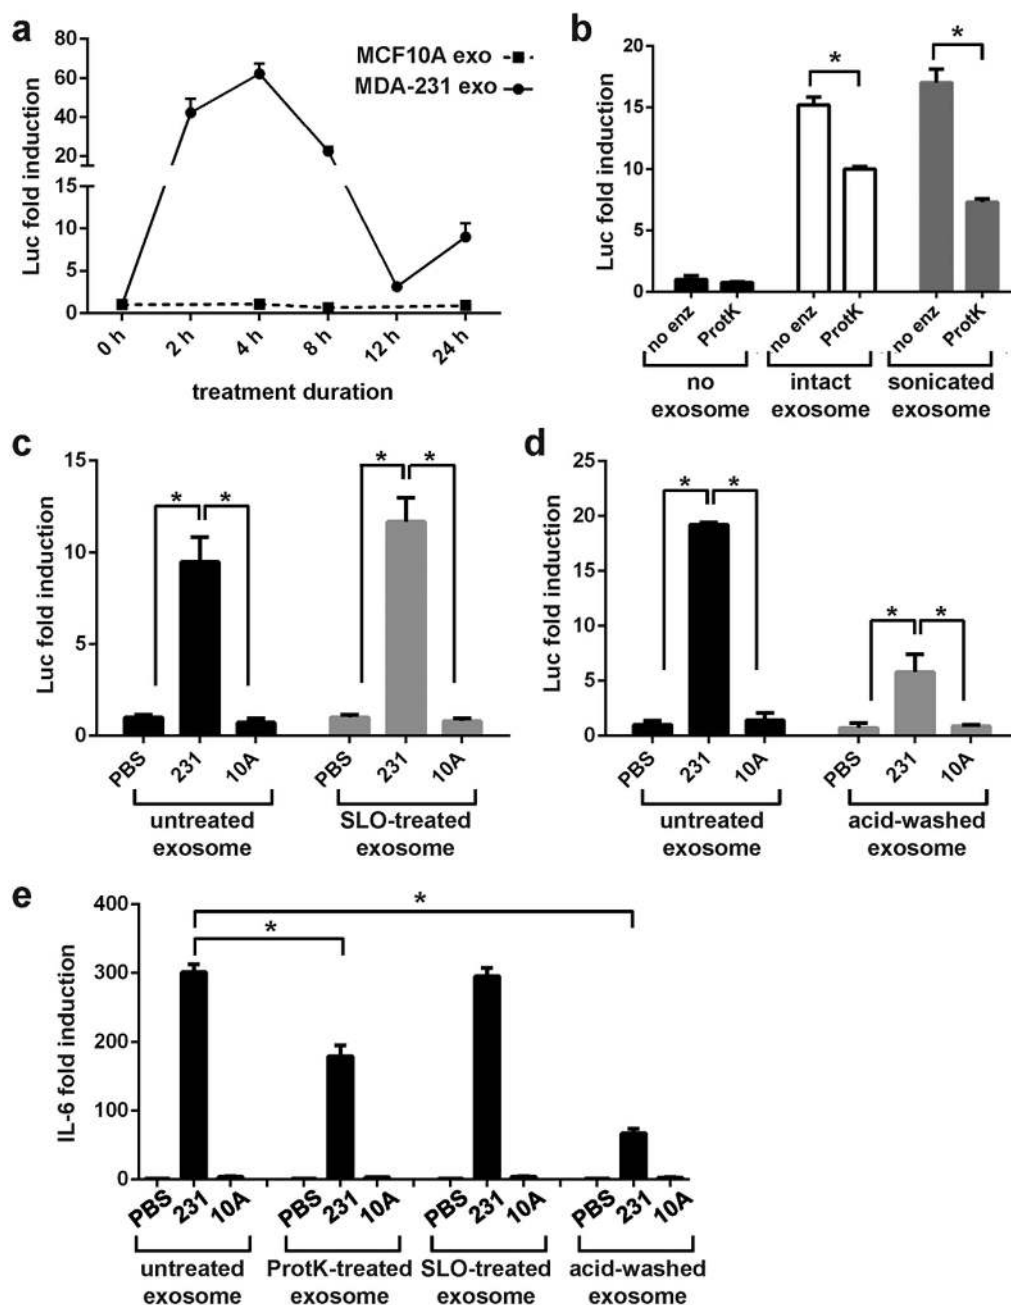 a
80
60
40
20
15
10
5
0
Luc fold induction
MCF10A exo
MDA-231 exo
0 h
2 h
4 h
8 h
12 h
24 h
treatment duration
b
20
15
10
5
0
Luc fold induction
*
*
no enz
ProtK
no enz
ProtK
no enz
ProtK
no
exosome
intact
exosome
sonicated
exosome
c
15
10
5
0
Luc fold induction
* *
* *
PBS
231
10A
PBS
231
10A
untreated
exosome
SLO-treated
exosome
d
25
20
15
10
5
0
Luc fold induction
* *
* *
PBS
231
10A
PBS
231
10A
untreated
exosome
acid-washed
exosome
e
400
300
200
100
0
IL-6 fold induction
*
*
PBS
231
10A
PBS
231
10A
PBS
231
10A
PBS
231
10A
untreated
exosome
ProtK-treated
exosome
SLO-treated
exosome
acid-washed
exosome